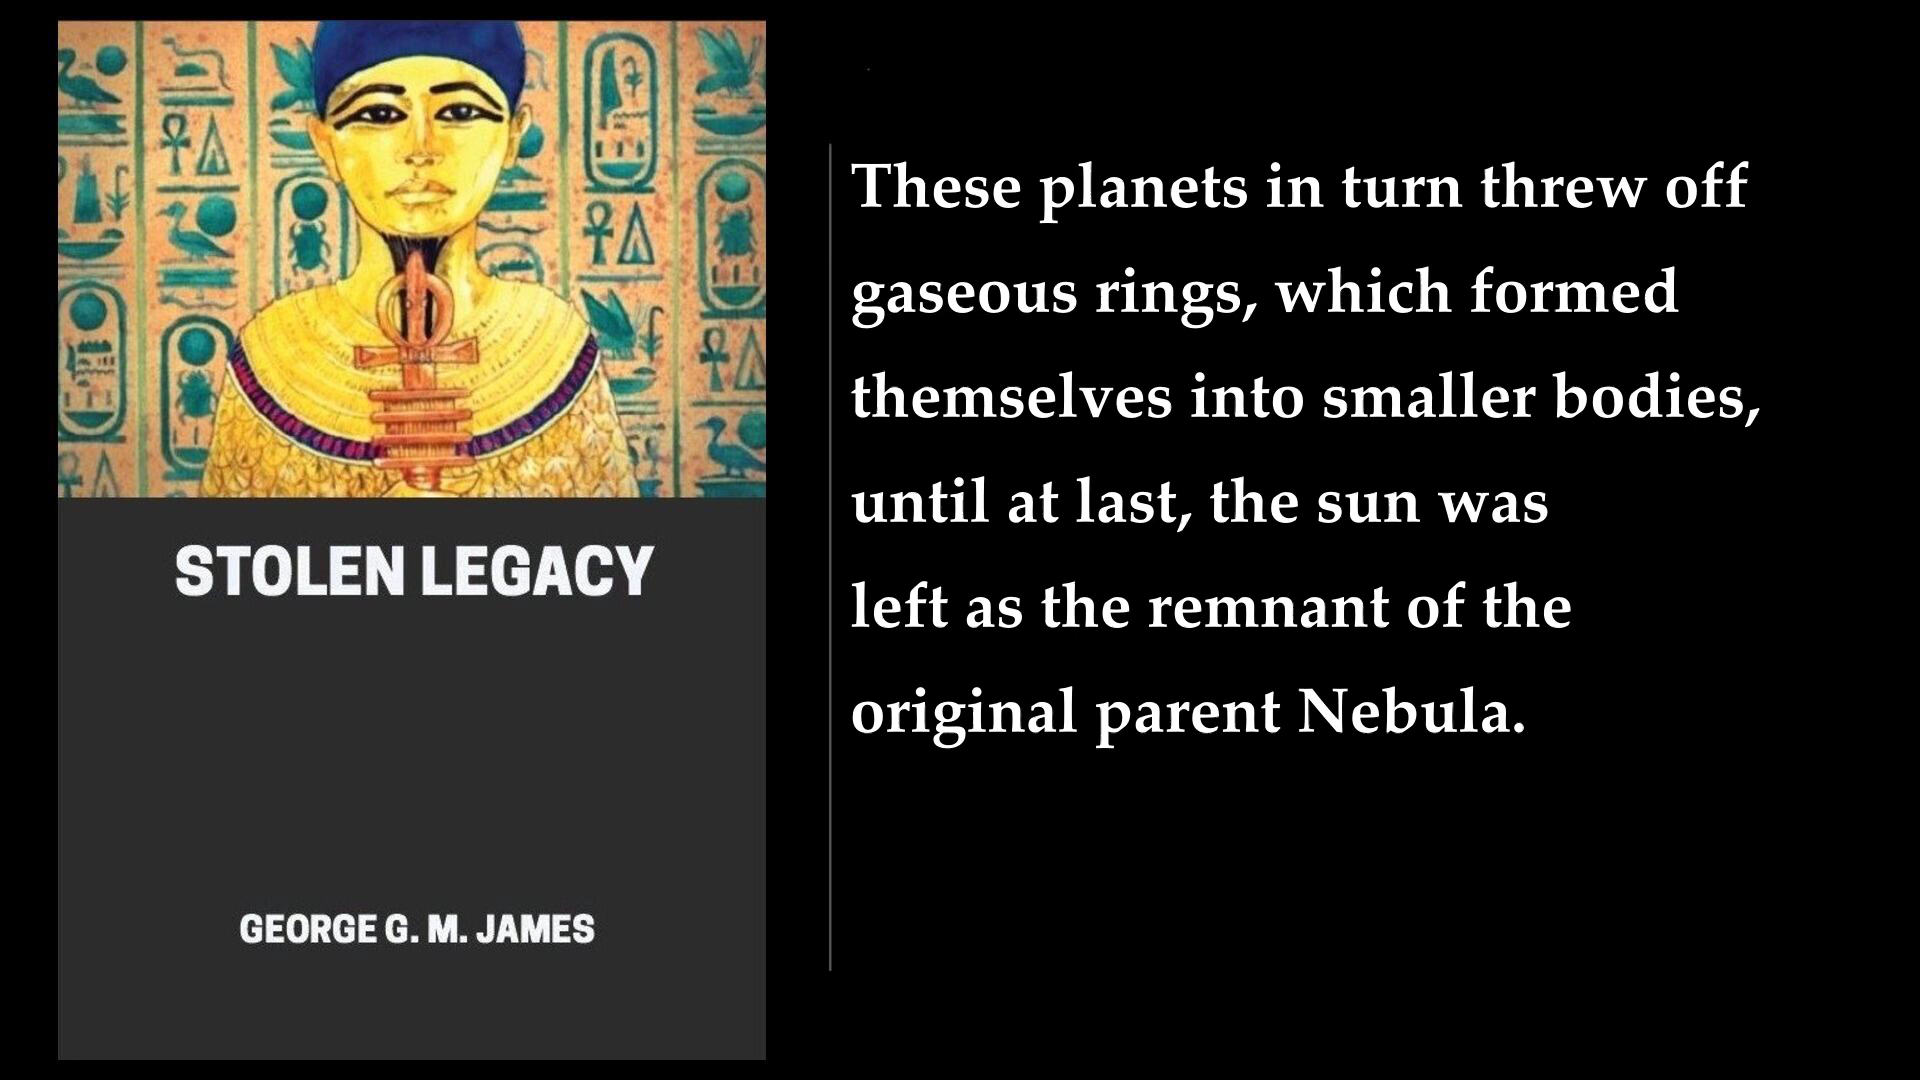 STOLEN LEGACY
GEORGE G. M. JAMES
These planets in turn threw off
gaseous rings, which formed
themselves into smaller bodies,
until at last, the sun was
left as the remnant of the
original parent Nebula.